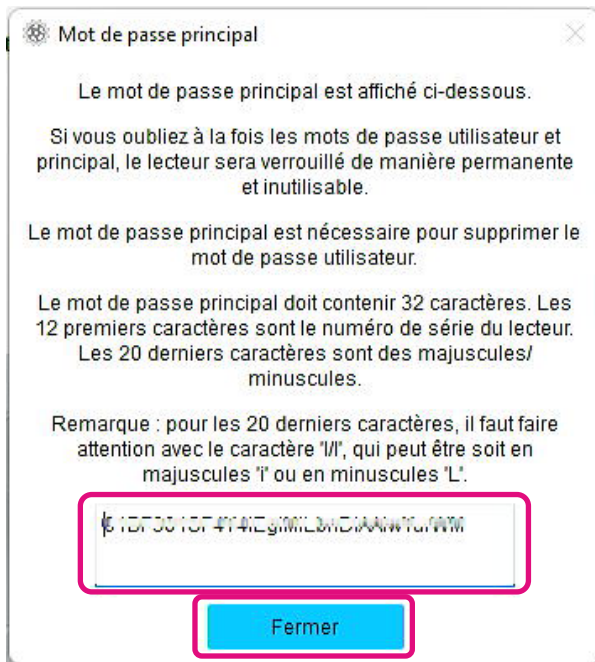 Mot de passe principal
Le mot de passe principal est affiché ci-dessous.
Si vous oubliez à la fois les mots de passe utilisateur et
principal, le lecteur sera verrouillé de manière permanente
et inutilisable.
Le mot de passe principal est nécessaire pour supprimer le
mot de passe utilisateur.
Le mot de passe principal doit contenir 32 caractères. Les
12 premiers caractères sont le numéro de série du lecteur.
Les 20 derniers caractères sont des majuscules/
minuscules.
Remarque : pour les 20 derniers caractères, il faut faire
attention avec le caractère 'l/I', qui peut être soit en
majuscules 'i' ou en minuscules 'L'.
Fermer